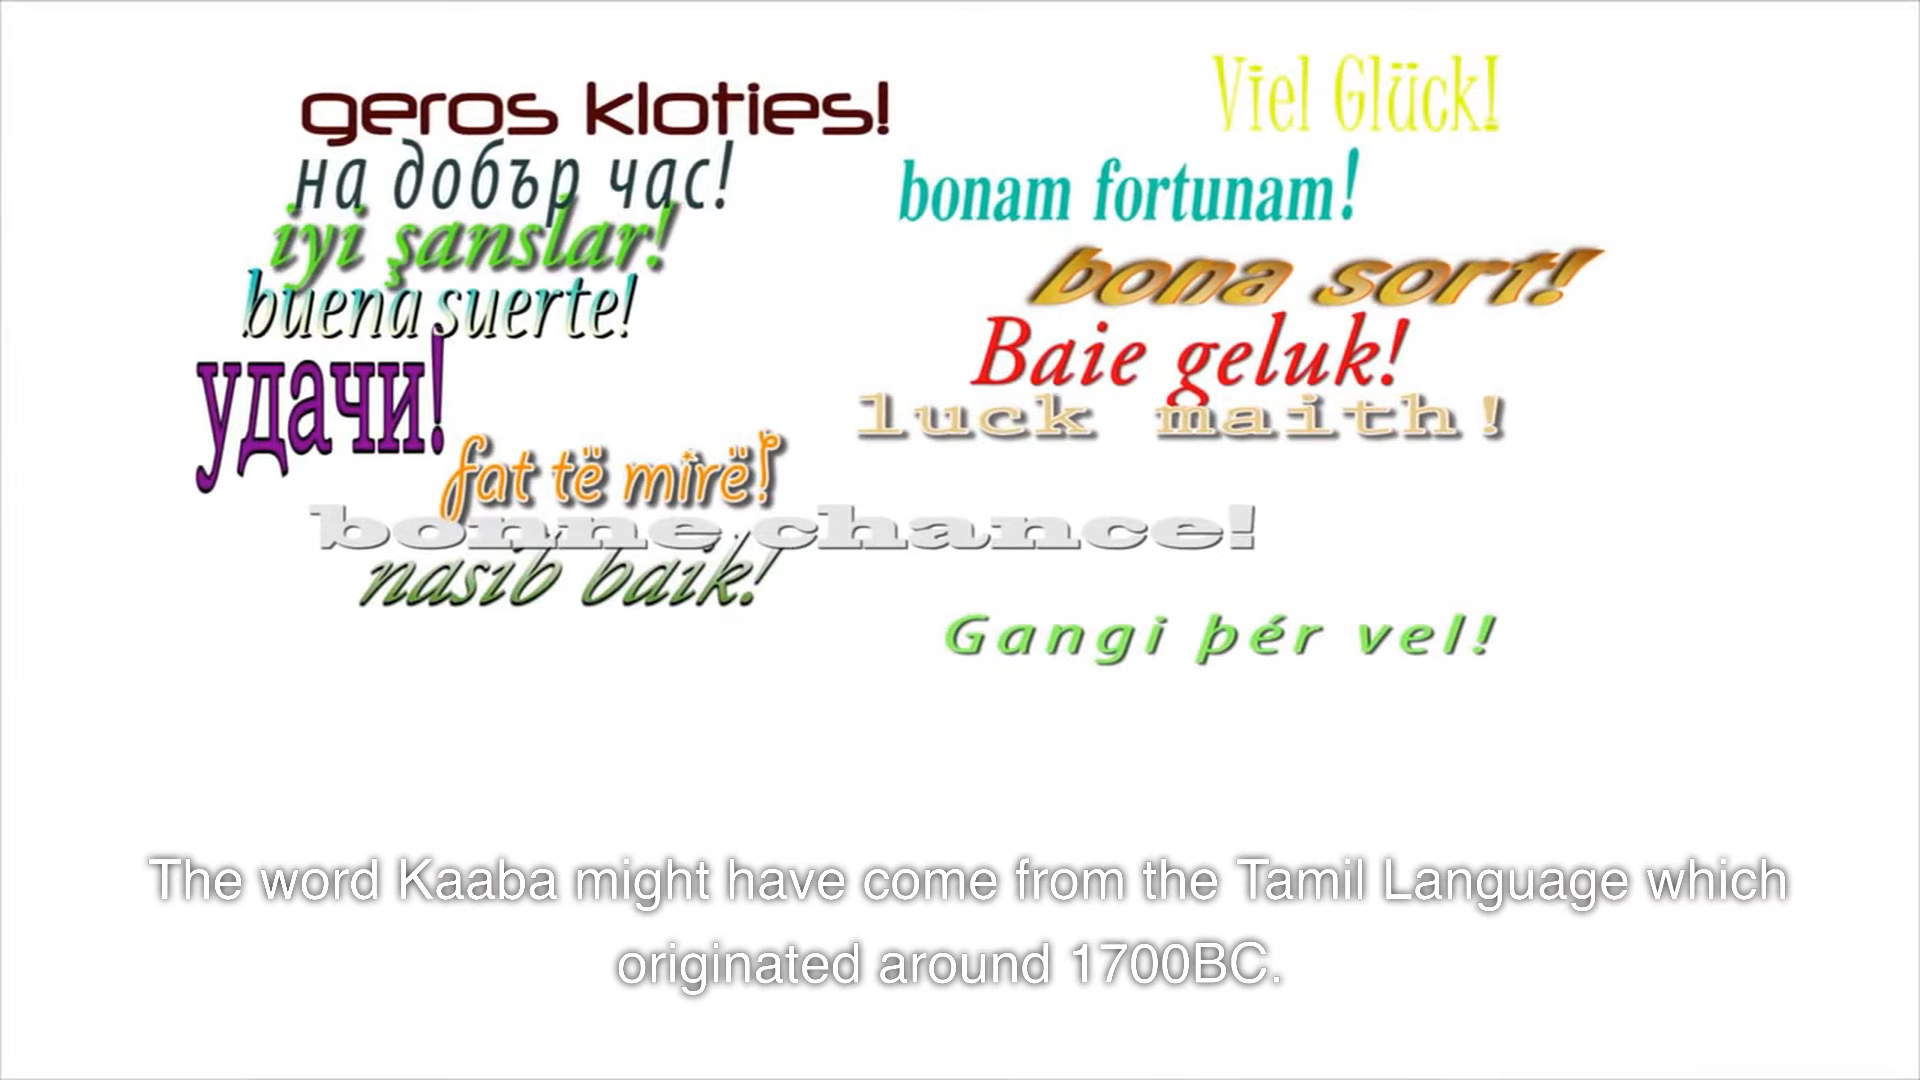 geros kloties!
Viel Glück!
на добър час!
bonam fortunam!
iyi şanslar!
bona sort!
buena suerte!
Baie geluk!
удачи!
luck maith!
fat të mirë!
bonne chance!
nasib baik!
Gangi þér vel!
The word Kaaba might have come from the Tamil Language which
originated around 1700BC.